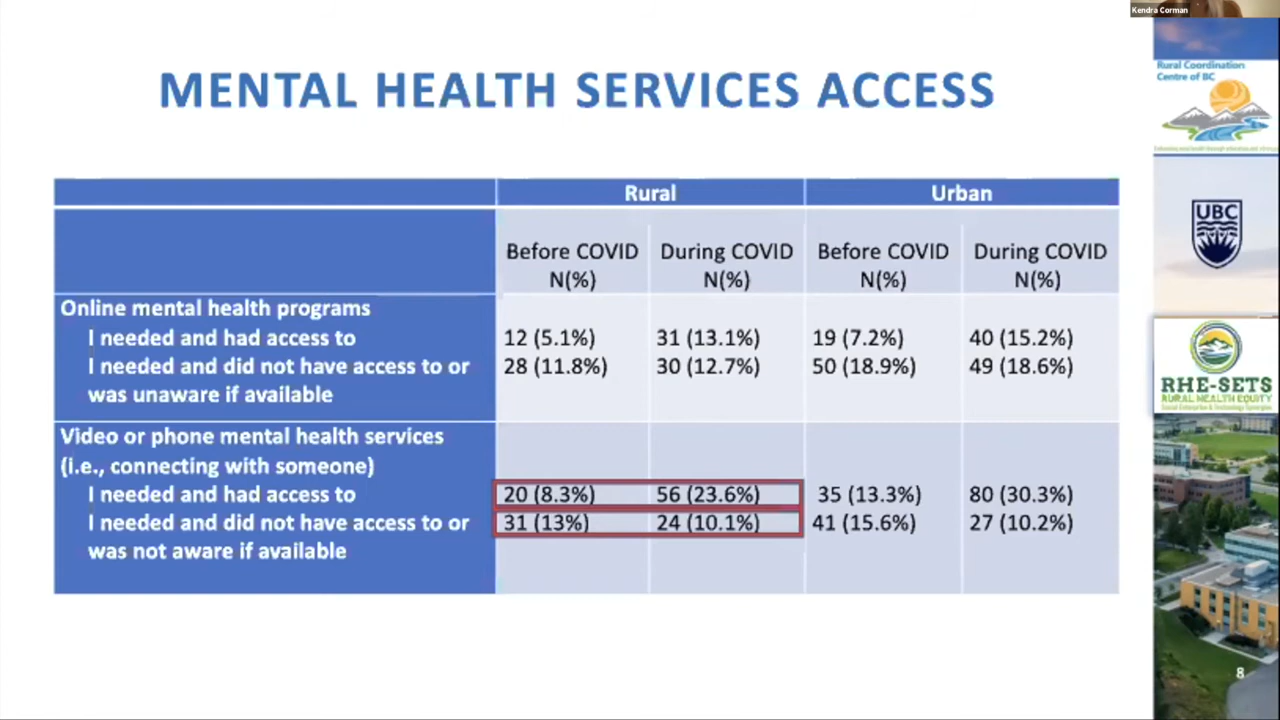 Kendra Corman
MENTAL HEALTH SERVICES ACCESS
Rural Coordination
Centre of BC
Rural Urban
Before COVID During COVID Before COVID During COVID
N(%) N(%) N(%) N(%)
Online mental health programs
I needed and had access to 12 (5.1%) 31 (13.1%) 19 (7.2%) 40 (15.2%)
I needed and did not have access to or 28 (11.8%) 30 (12.7%) 50 (18.9%) 49 (18.6%)
was unaware if available
Video or phone mental health services
(i.e., connecting with someone)
I needed and had access to 20 (8.3%) 56 (23.6%) 35 (13.3%) 80 (30.3%)
I needed and did not have access to or 31 (13%) 24 (10.1%) 41 (15.6%) 27 (10.2%)
was not aware if available
UBC
RHE-SETS
RURAL HEALTH EQUITY
Social Enterprise & Technology Synergies
8